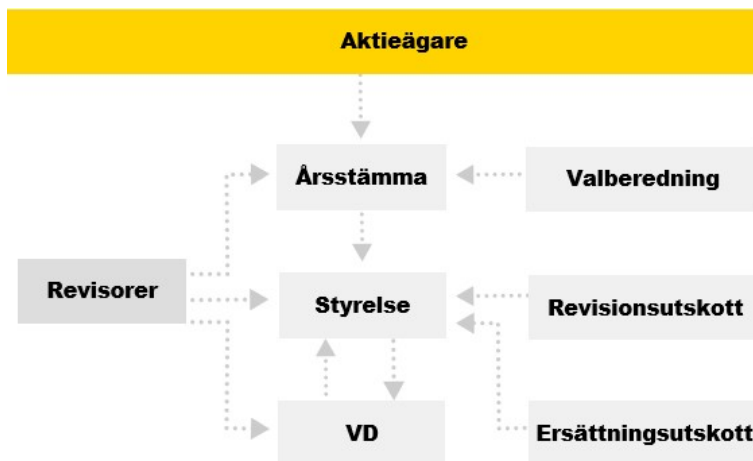 Aktieägare
Årsstämma
Valberedning
Revisorer
Styrelse
Revisionsutskott
VD
Ersättningsutskott